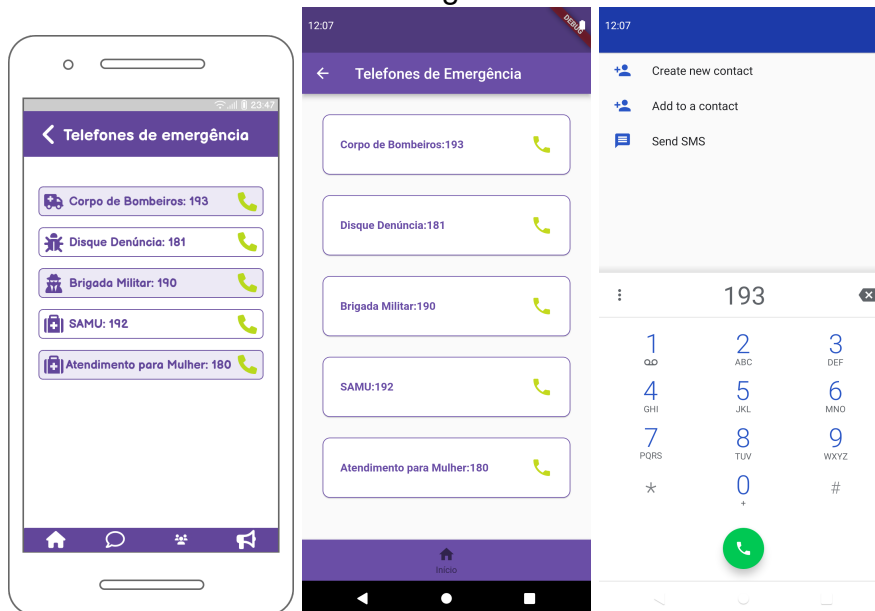 23:47
Telefones de emergência
Corpo de Bombeiros: 193
Disque Denúncia: 181
Brigada Militar: 190
SAMU: 192
Atendimento para Mulher: 180
12:07
DEBUG
Telefones de Emergência
Corpo de Bombeiros:193
Disque Denúncia:181
Brigada Militar:190
SAMU:192
Atendimento para Mulher:180
Início
12:07
Create new contact
Add to a contact
Send SMS
193
1 2 3
ABC DEF
4 5 6
GHI JKL MNO
7 8 9
PQRS TUV WXYZ
* 0 #
+